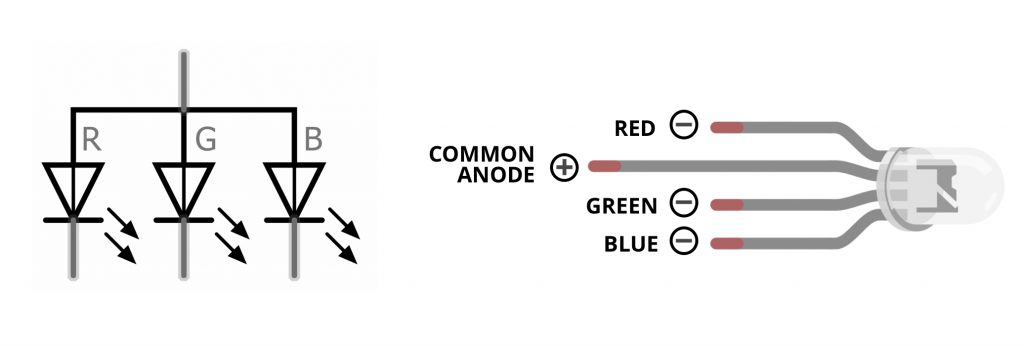 R G B
RED −
COMMON
ANODE +
GREEN −
BLUE −